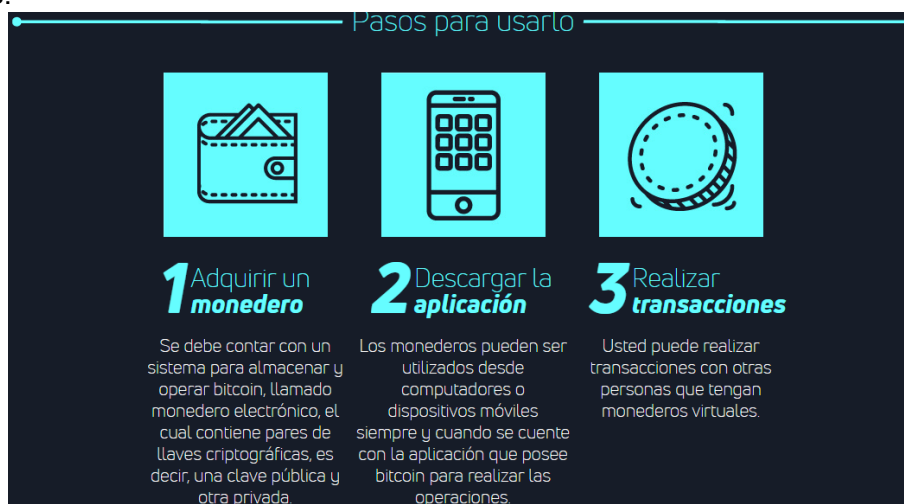 Pasos para usarlo
1 Adquirir un
monedero
Se debe contar con un
sistema para almacenar y
operar bitcoin, llamado
monedero electrónico, el
cual contiene pares de
llaves criptográficas, es
decir, una clave pública y
otra privada.
2 Descargar la
aplicación
Los monederos pueden ser
utilizados desde
computadores o
dispositivos móviles
siempre y cuando se cuente
con la aplicación que posee
bitcoin para realizar las
operaciones.
3 Realizar
transacciones
Usted puede realizar
transacciones con otras
personas que tengan
monederos virtuales.